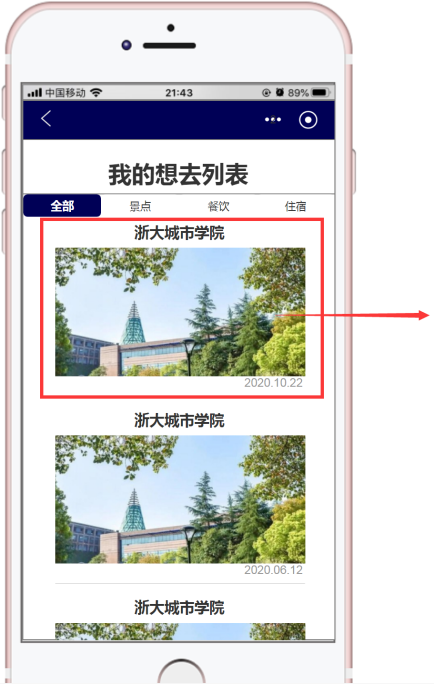 中国移动 21:43 89%
我的想去列表
全部 景点 餐饮 住宿
浙大城市学院
2020.10.22
浙大城市学院
2020.06.12
浙大城市学院